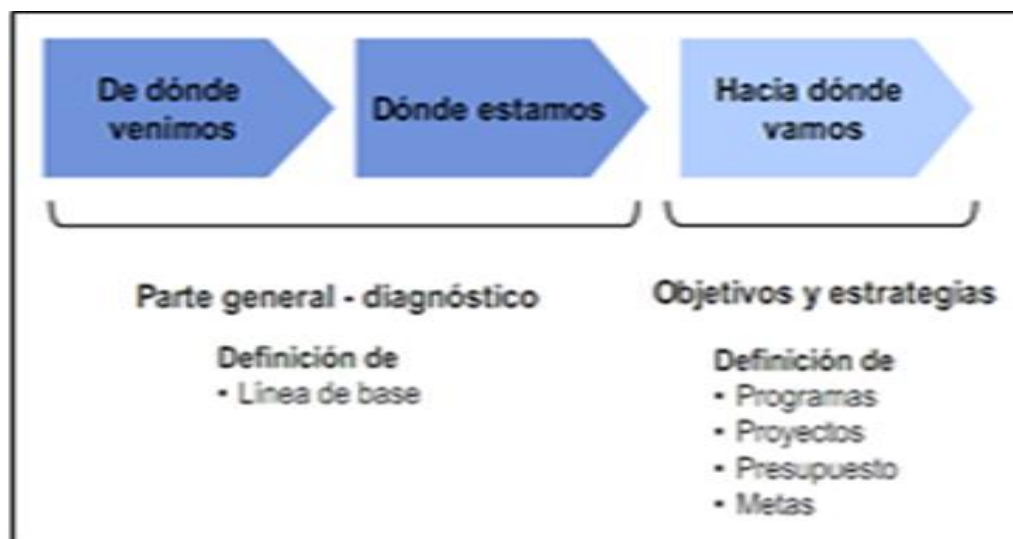 De dónde
venimos
Dónde estamos
Hacia dónde
vamos
Parte general - diagnóstico
Definición de
• Línea de base
Objetivos y estrategias
Definición de
• Programas
• Proyectos
• Presupuesto
• Metas